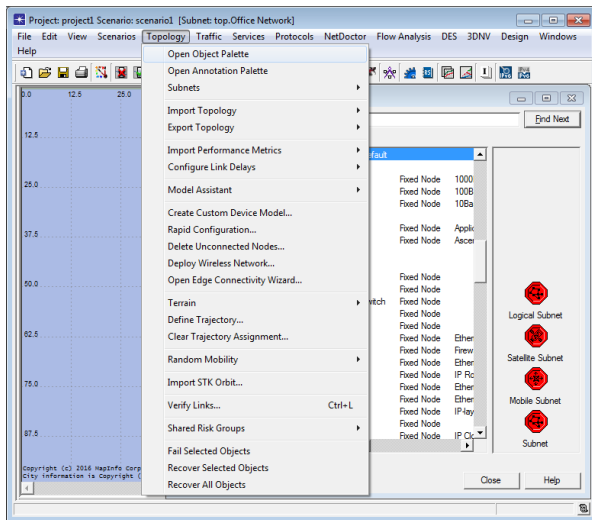 Project: project1 Scenario: scenario1 [Subnet: top.Office Network]
File Edit View Scenarios Topology Traffic Services Protocols NetDoctor Flow Analysis DES 3DNV Design Windows
Help
Open Object Palette
Open Annotation Palette
Subnets
Import Topology
Export Topology
Import Performance Metrics
Configure Link Delays
Model Assistant
Create Custom Device Model...
Rapid Configuration...
Delete Unconnected Nodes...
Deploy Wireless Network...
Open Edge Connectivity Wizard...
Terrain
Define Trajectory...
Clear Trajectory Assignment...
Random Mobility
Import STK Orbit...
Verify Links... Ctrl+L
Shared Risk Groups
Fail Selected Objects
Recover Selected Objects
Recover All Objects
0.0 12.5 25.0
12.5
25.0
37.5
50.0
62.5
75.0
87.5
Copyright (c) 2016 MapInfo Corp
City information is Copyright (
Find Next
efault
Fixed Node 1000
Fixed Node 100B
Fixed Node 10Ba
Fixed Node Applic
Fixed Node Ascer
Fixed Node
Fixed Node
witch Fixed Node
Fixed Node
Fixed Node
Fixed Node Ether
Fixed Node Firew
Fixed Node Ether
Fixed Node IP Ro
Fixed Node Ether
Fixed Node Ether
Fixed Node IP-lay
Fixed Node
Fixed Node IP Clo
Logical Subnet
Satellite Subnet
Mobile Subnet
Subnet
Close Help